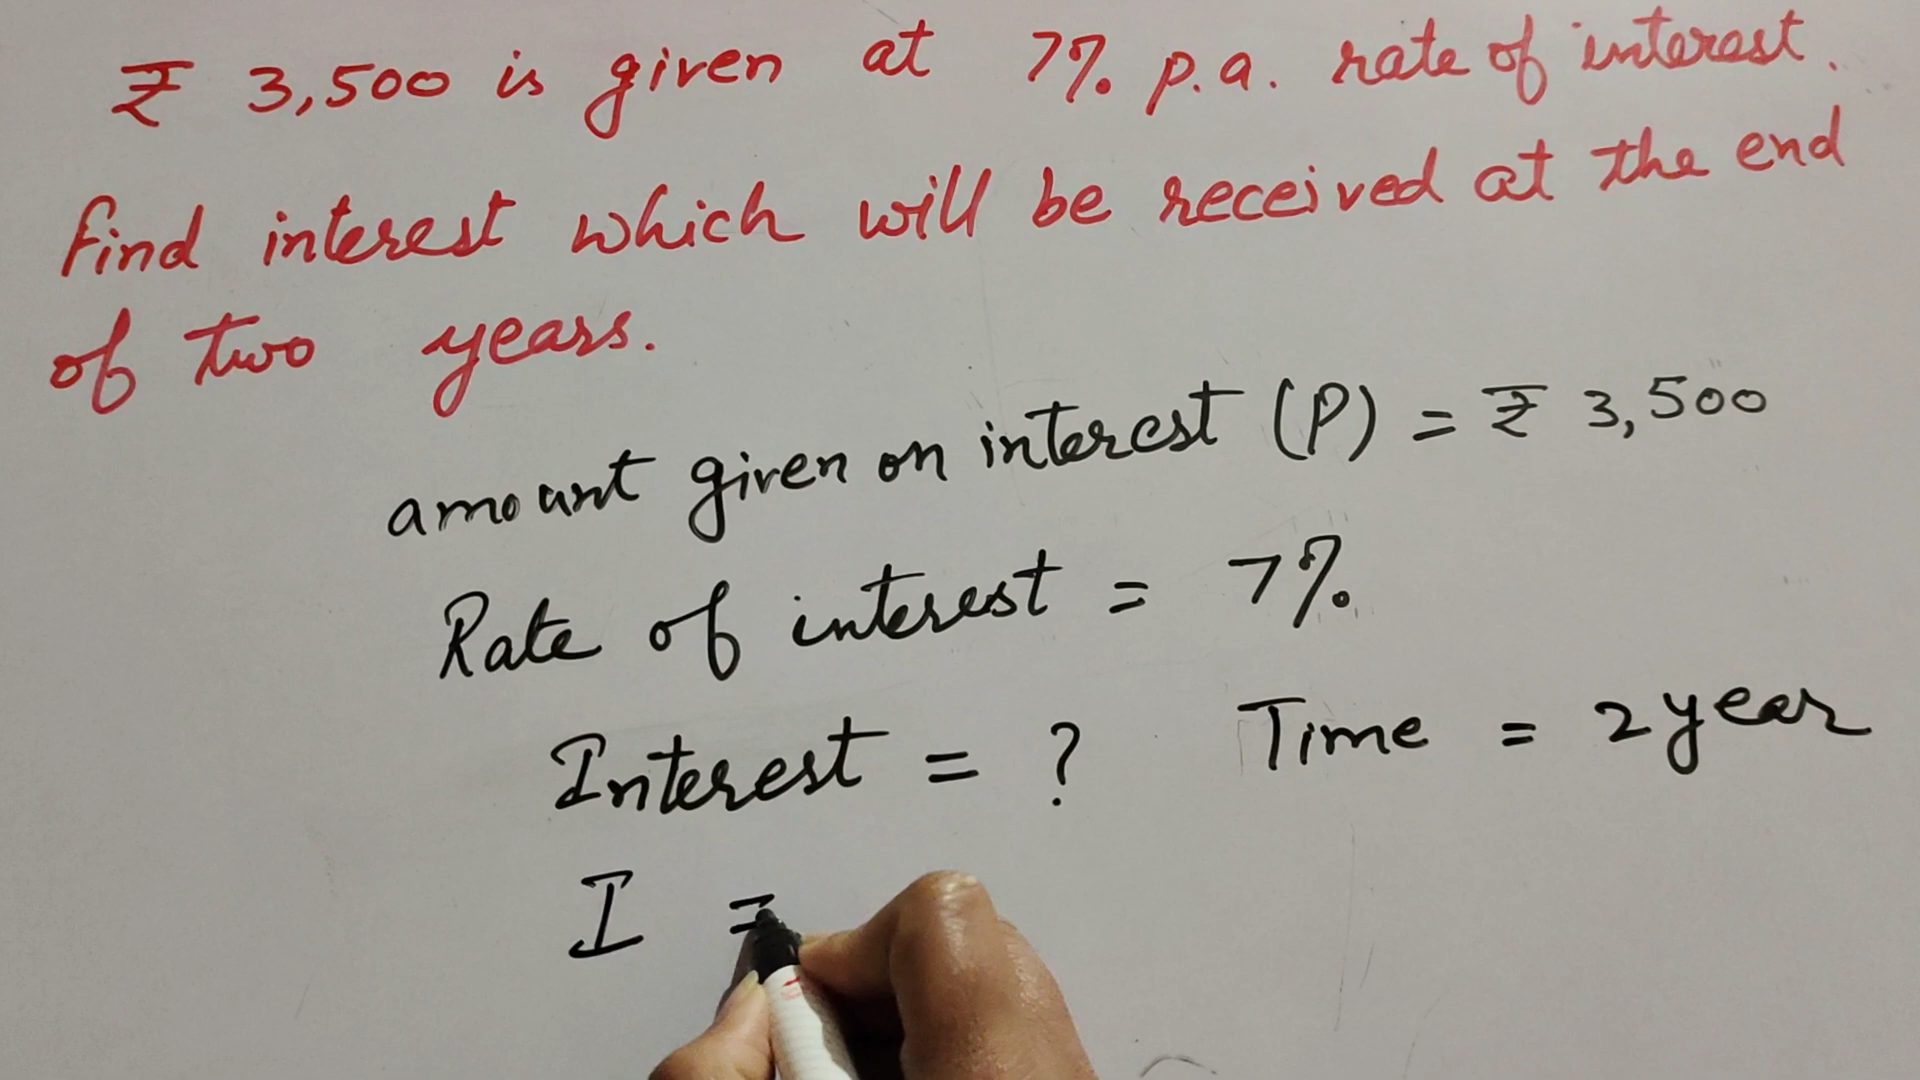 ₹ 3,500 is given at 7% p.a. rate of interest.
find interest which will be received at the end
of two years.
amount given on interest (P) = ₹ 3,500
Rate of interest = 7%
Interest = ? Time = 2 year
I =